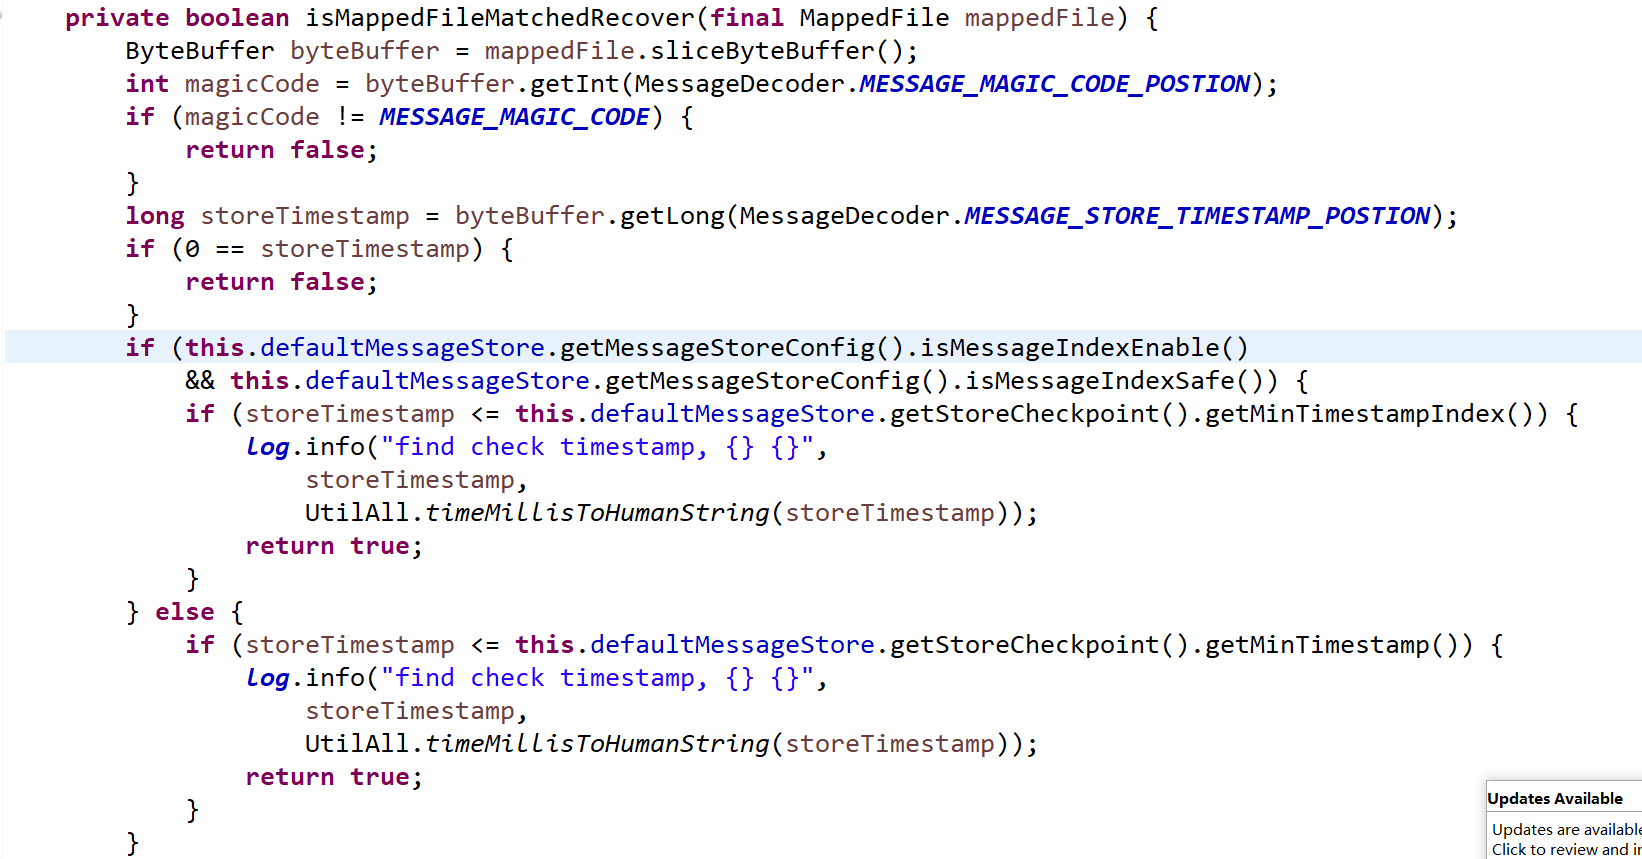 private boolean isMappedFileMatchedRecover(final MappedFile mappedFile) {
    ByteBuffer byteBuffer = mappedFile.sliceByteBuffer();
    int magicCode = byteBuffer.getInt(MessageDecoder.MESSAGE_MAGIC_CODE_POSTION);
    if (magicCode != MESSAGE_MAGIC_CODE) {
        return false;
    }
    long storeTimestamp = byteBuffer.getLong(MessageDecoder.MESSAGE_STORE_TIMESTAMP_POSTION);
    if (0 == storeTimestamp) {
        return false;
    }
    if (this.defaultMessageStore.getMessageStoreConfig().isMessageIndexEnable()
        && this.defaultMessageStore.getMessageStoreConfig().isMessageIndexSafe()) {
        if (storeTimestamp <= this.defaultMessageStore.getStoreCheckpoint().getMinTimestampIndex()) {
            log.info("find check timestamp, {} {}",
                storeTimestamp,
                UtilAll.timeMillisToHumanString(storeTimestamp));
            return true;
        }
    } else {
        if (storeTimestamp <= this.defaultMessageStore.getStoreCheckpoint().getMinTimestamp()) {
            log.info("find check timestamp, {} {}",
                storeTimestamp,
                UtilAll.timeMillisToHumanString(storeTimestamp));
            return true;
        }
    }
Updates Available
Updates are available
Click to review and